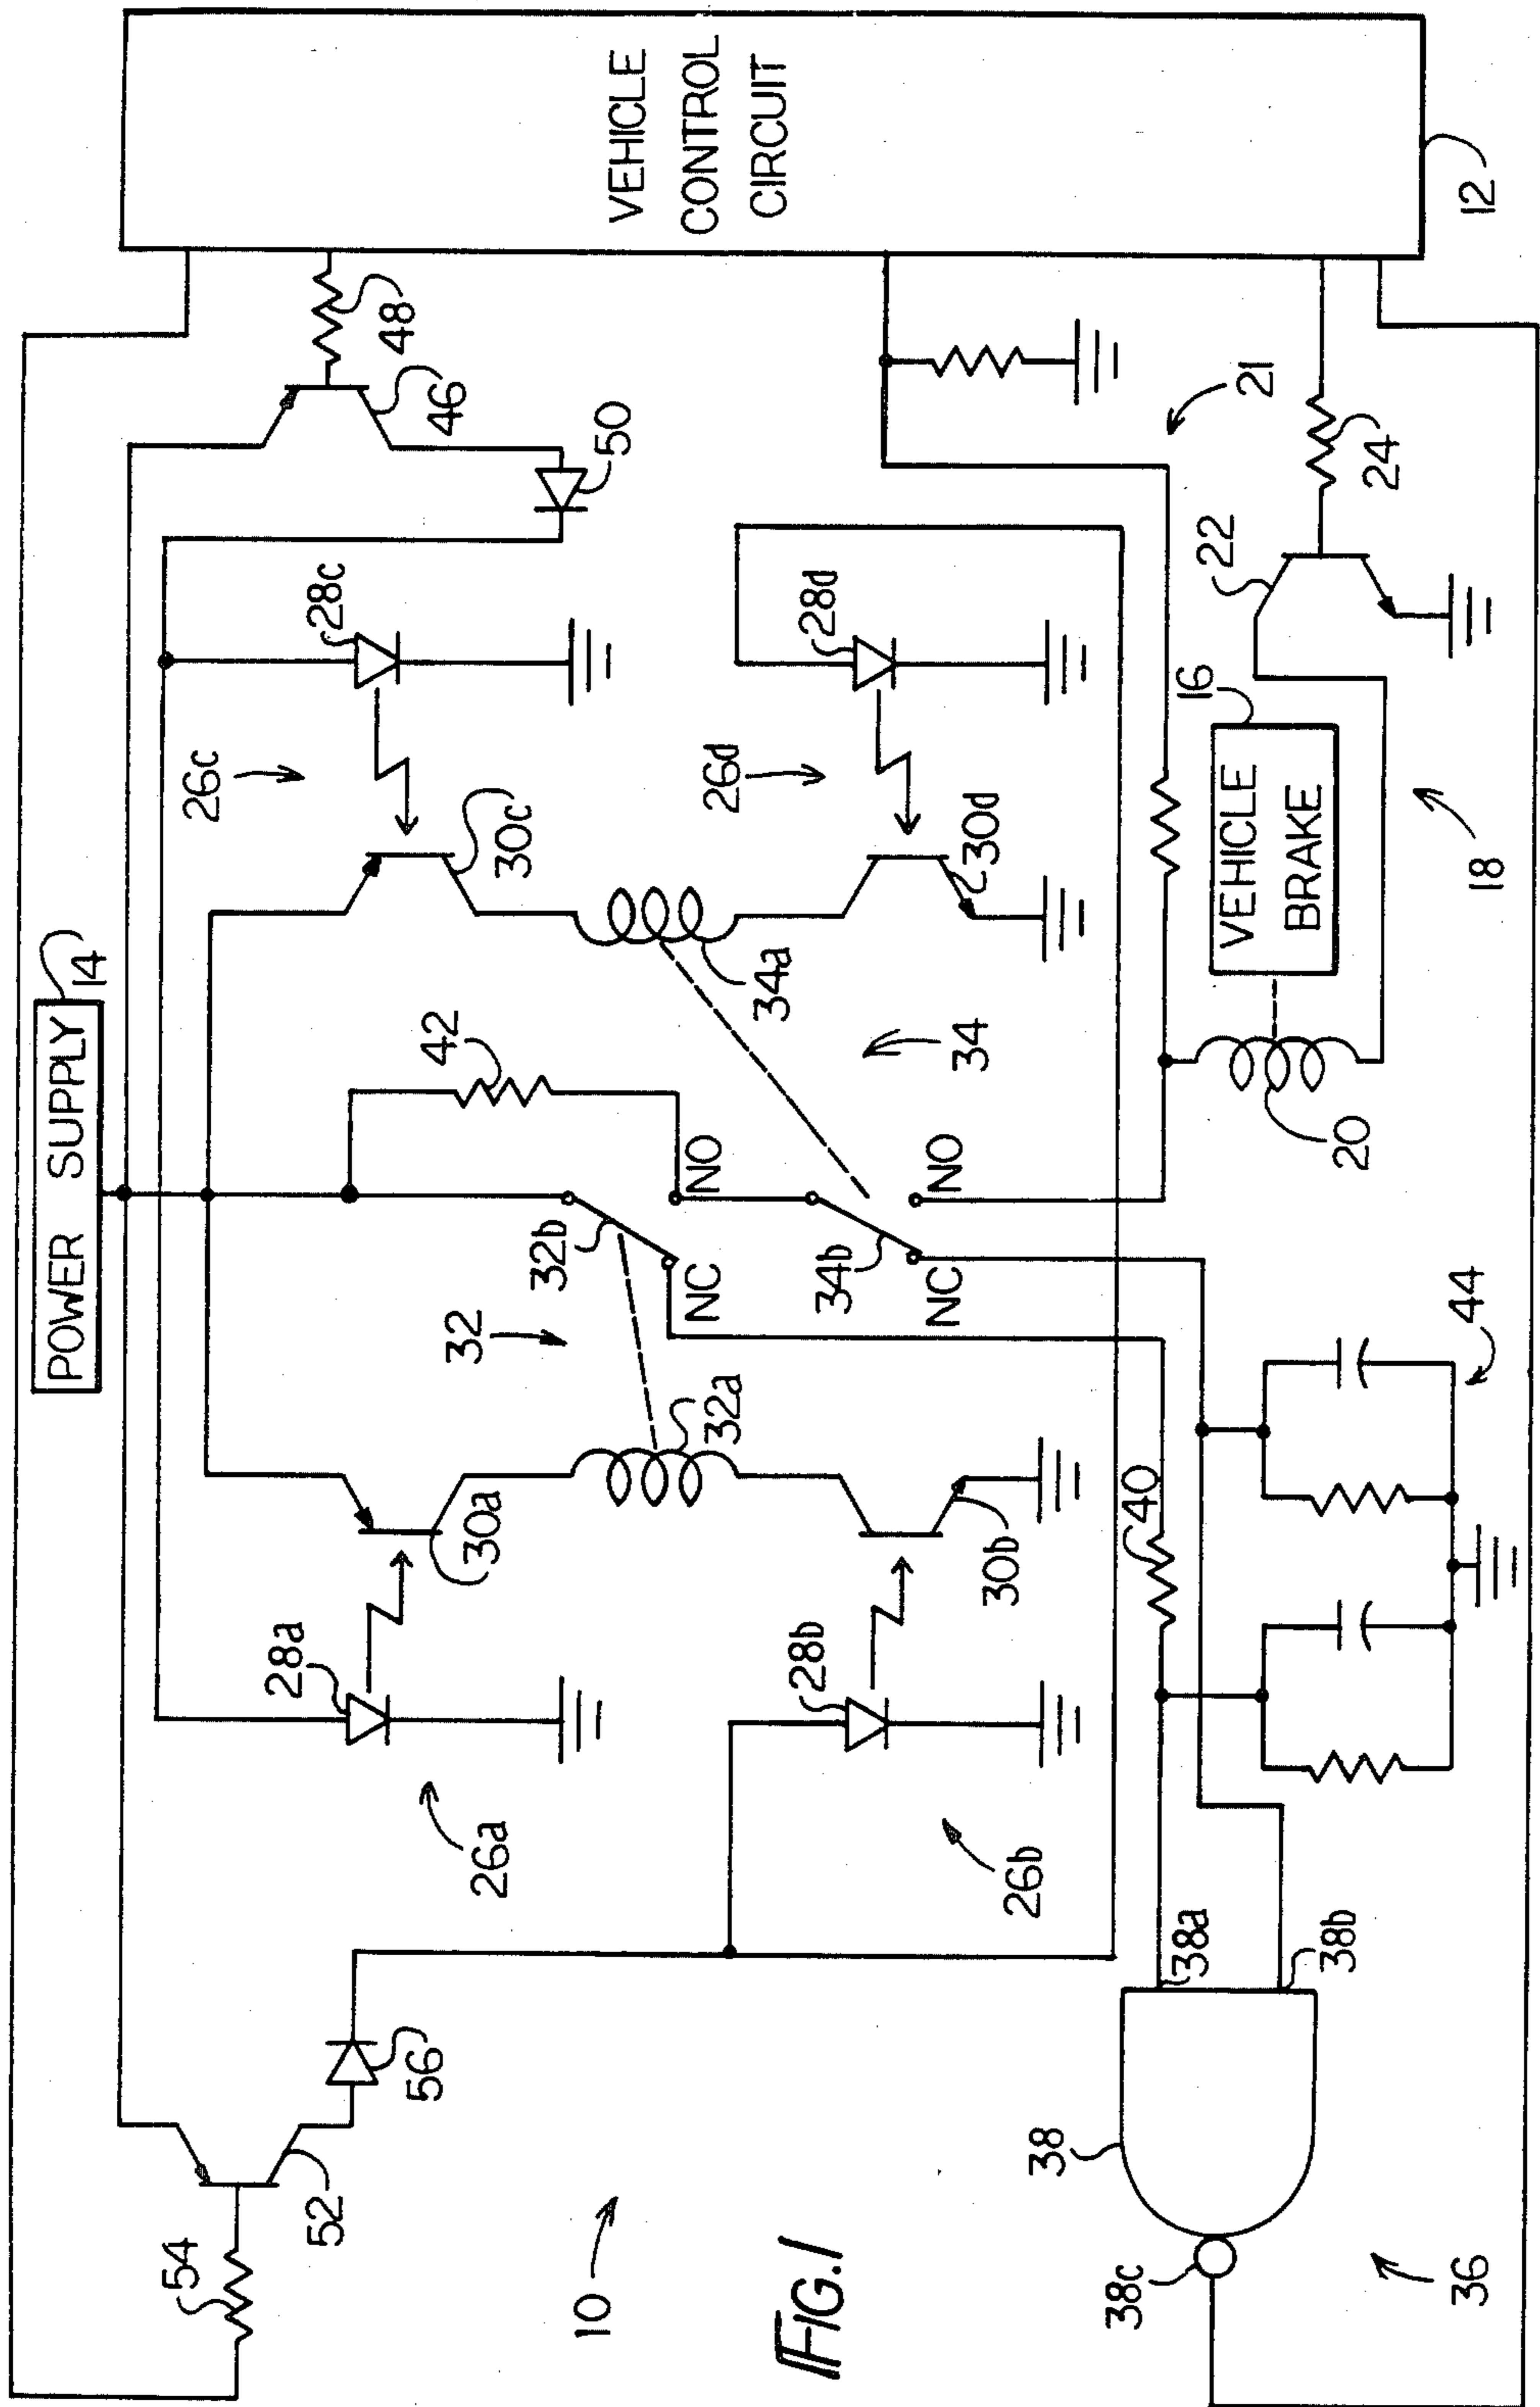 POWER SUPPLY
14
VEHICLE
CONTROL
CIRCUIT
12
54
52
56
48
46
50
28a
26a
30a
32a
32
32b
NC
NO
42
34a
34
34b
NC
NO
26c
28c
30c
26d
28d
30d
28b
26b
30b
21
22
24
16
VEHICLE
BRAKE
18
20
40
44
38
38a
38b
38c
36
10
FIG.1